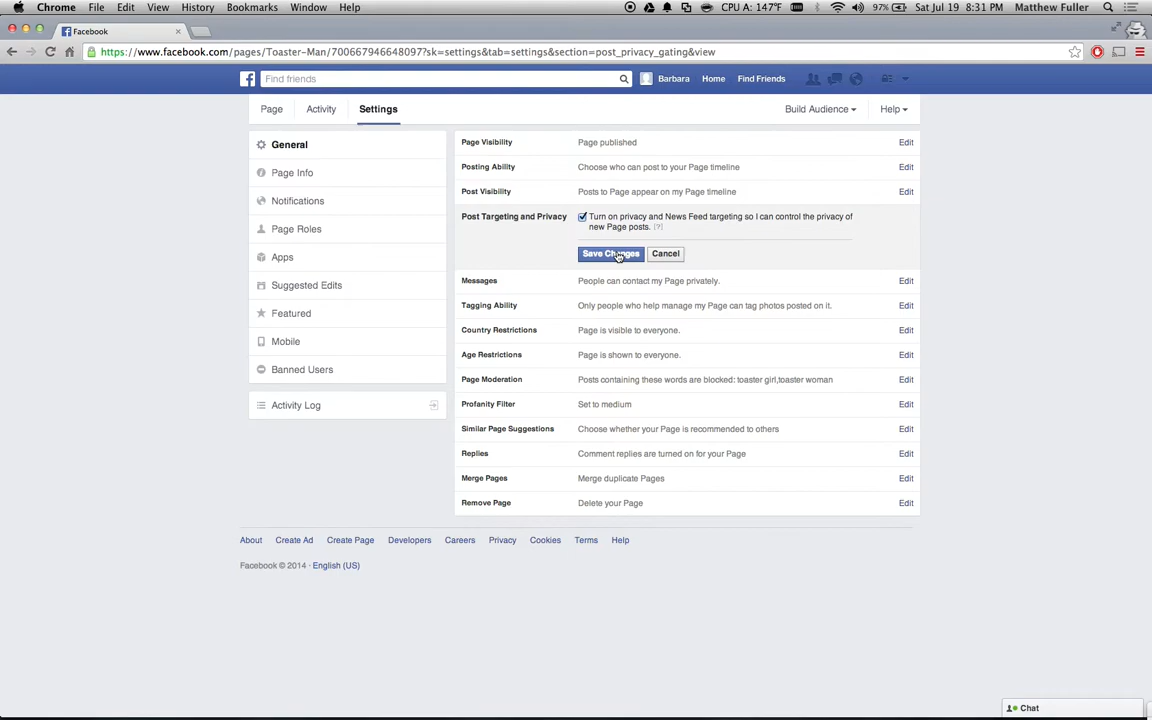 Chrome File Edit View History Bookmarks Window Help CPU A: 147°F 97% Sat Jul 19 8:31 PM Matthew Fuller
Facebook
https://www.facebook.com/pages/Toaster-Man/700667946648097?sk=settings&tab=settings&section=post_privacy_gating&view
Find friends Barbara Home Find Friends
Page Activity Settings Build Audience Help
General
Page Info
Notifications
Page Roles
Apps
Suggested Edits
Featured
Mobile
Banned Users
Activity Log
Page Visibility Page published Edit
Posting Ability Choose who can post to your Page timeline Edit
Post Visibility Posts to Page appear on my Page timeline Edit
Post Targeting and Privacy Turn on privacy and News Feed targeting so I can control the privacy of
new Page posts. [?]
Save Changes Cancel
Messages People can contact my Page privately. Edit
Tagging Ability Only people who help manage my Page can tag photos posted on it. Edit
Country Restrictions Page is visible to everyone. Edit
Age Restrictions Page is shown to everyone. Edit
Page Moderation Posts containing these words are blocked: toaster girl,toaster woman Edit
Profanity Filter Set to medium Edit
Similar Page Suggestions Choose whether your Page is recommended to others Edit
Replies Comment replies are turned on for your Page Edit
Merge Pages Merge duplicate Pages Edit
Remove Page Delete your Page Edit
About Create Ad Create Page Developers Careers Privacy Cookies Terms Help
Facebook © 2014 · English (US)
Chat